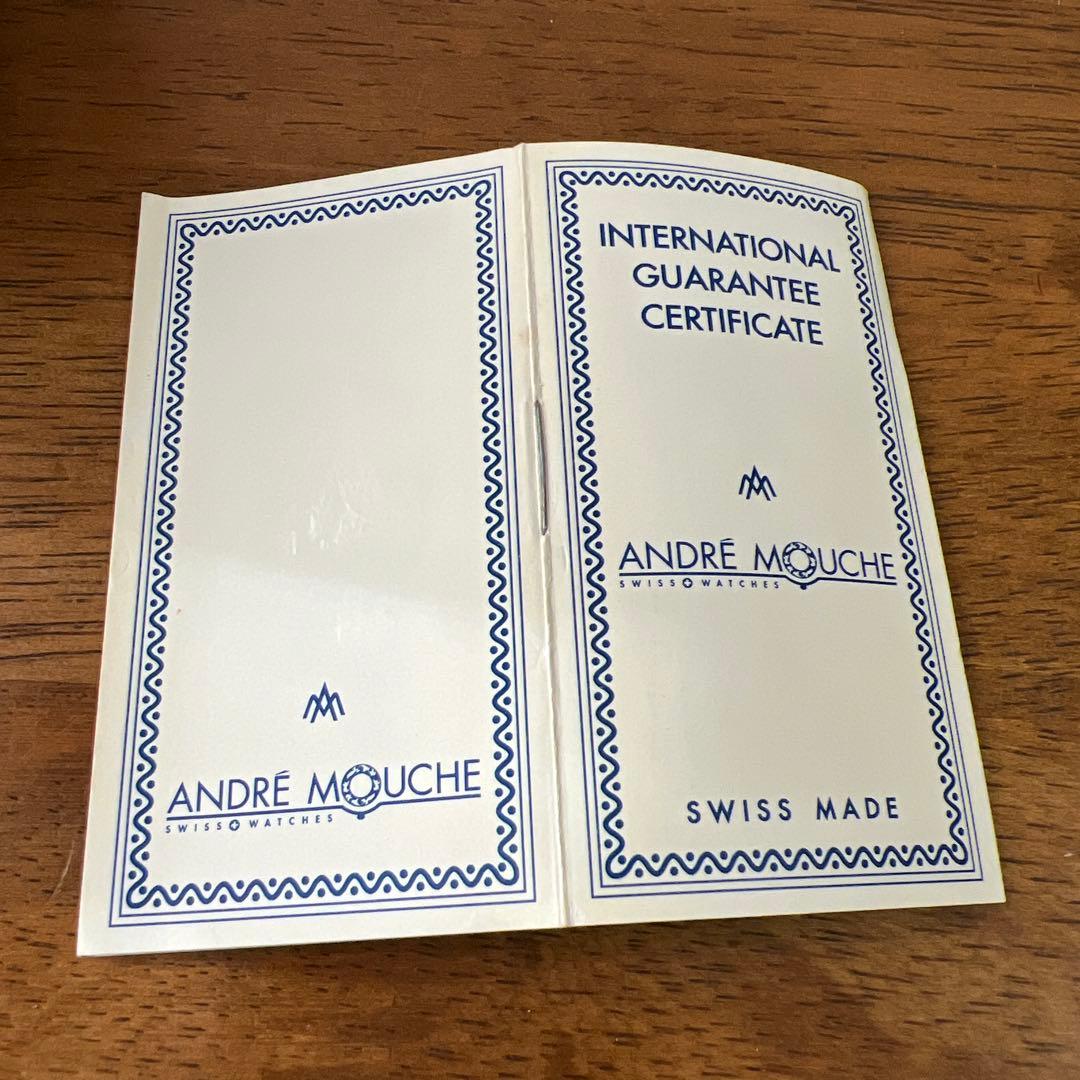 ANDRÉ MOUCHE
SWISS WATCHES
INTERNATIONAL
GUARANTEE
CERTIFICATE
ANDRÉ MOUCHE
SWISS WATCHES
SWISS MADE